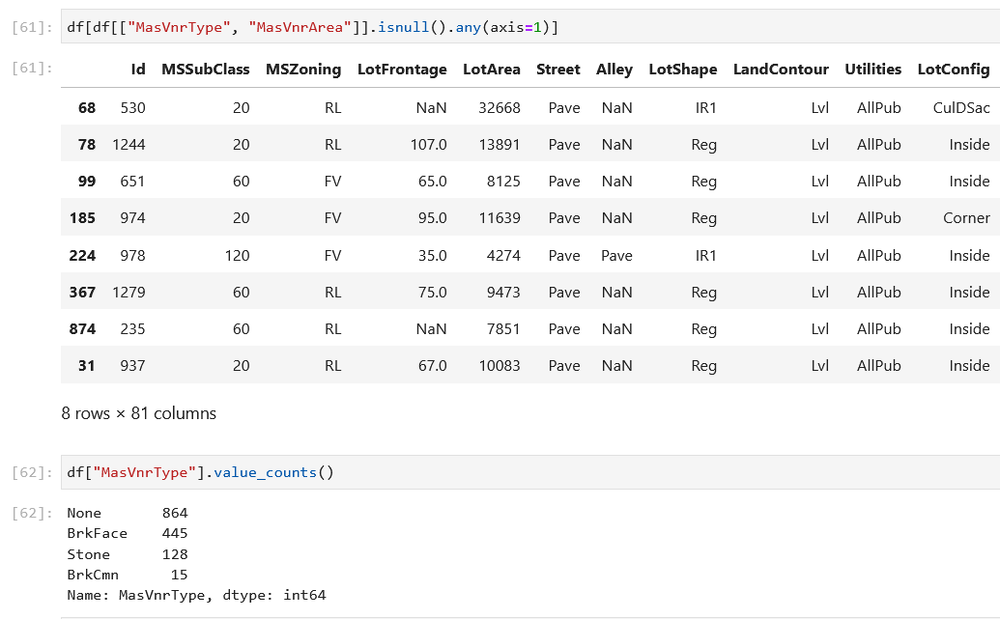 [61]: df[df[["MasVnrType", "MasVnrArea"]].isnull().any(axis=1)]
[61]: Id MSSubClass MSZoning LotFrontage LotArea Street Alley LotShape LandContour Utilities LotConfig
68 530 20 RL NaN 32668 Pave NaN IR1 Lvl AllPub CulDSac
78 1244 20 RL 107.0 13891 Pave NaN Reg Lvl AllPub Inside
99 651 60 FV 65.0 8125 Pave NaN Reg Lvl AllPub Inside
185 974 20 FV 95.0 11639 Pave NaN Reg Lvl AllPub Corner
224 978 120 FV 35.0 4274 Pave Pave IR1 Lvl AllPub Inside
367 1279 60 RL 75.0 9473 Pave NaN Reg Lvl AllPub Inside
874 235 60 RL NaN 7851 Pave NaN Reg Lvl AllPub Inside
31 937 20 RL 67.0 10083 Pave NaN Reg Lvl AllPub Inside
8 rows × 81 columns
[62]: df["MasVnrType"].value_counts()
[62]: None 864
BrkFace 445
Stone 128
BrkCmn 15
Name: MasVnrType, dtype: int64